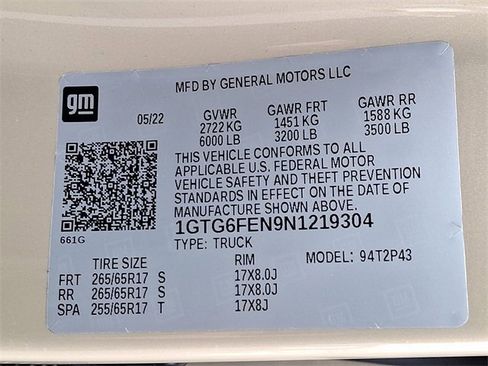 MFD BY GENERAL MOTORS LLC
gm
05/22 GVWR GAWR FRT GAWR RR
2722 KG 1451 KG 1588 KG
6000 LB 3200 LB 3500 LB
THIS VEHICLE CONFORMS TO ALL
APPLICABLE U.S. FEDERAL MOTOR
VEHICLE SAFETY AND THEFT PREVENTION
STANDARDS IN EFFECT ON THE DATE OF
MANUFACTURE SHOWN ABOVE.
661G 1GTG6FEN9N1219304
TYPE: TRUCK
TIRE SIZE RIM MODEL: 94T2P43
FRT 265/65R17 S 17X8.0J
RR 265/65R17 S 17X8.0J
SPA 255/65R17 T 17X8J